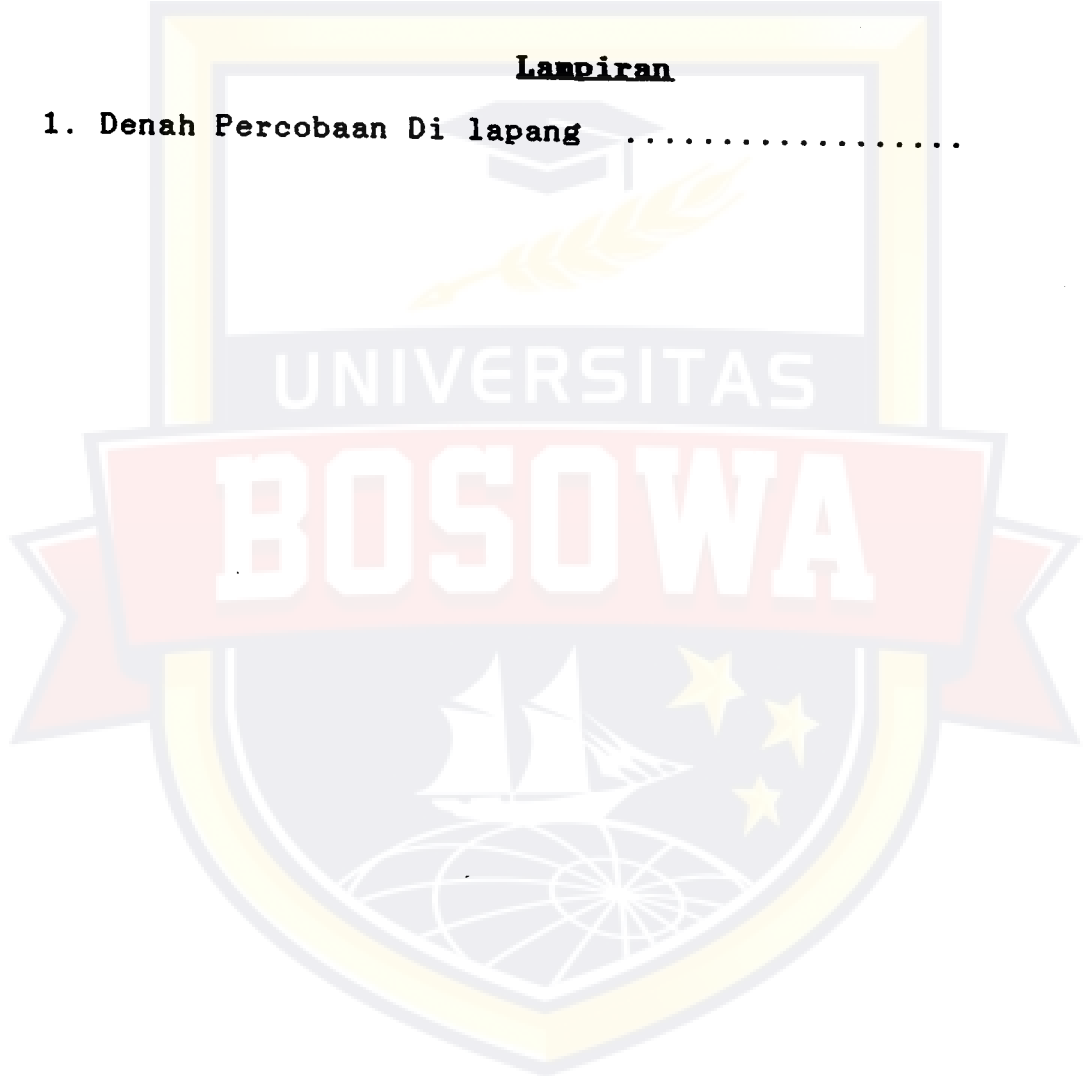 Lampiran
1. Denah Percobaan Di lapang ..................
UNIVERSITAS
BOSOWA